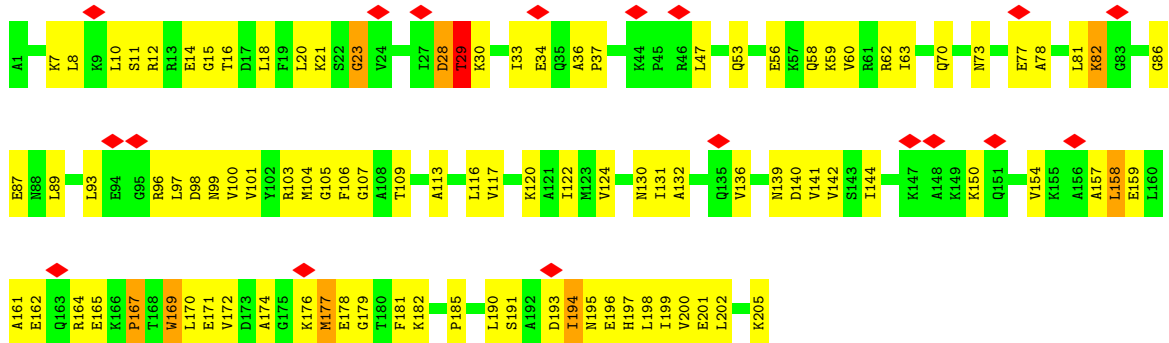 A1 K7 L8 K9 L10 S11 R12 R13 E14 G15 T16 D17 L18 F19 L20 K21 S22 G23 V24 I27 D28 T29 K30 I33 E34 Q35 A36 P37 K44 P45 R46 L47 Q53 E56 K57 Q58 K59 V60 R61 R62 I63 Q70 N73 E77 A78 L81 K82 G83 G86
E87 N88 L89 L93 E94 G95 R96 L97 D98 N99 V100 V101 Y102 R103 M104 G105 F106 G107 A108 T109 A113 L116 V117 K120 A121 I122 M123 V124 N130 I131 A132 Q135 V136 N139 D140 V141 V142 S143 I144 K147 A148 K149 K150 Q151 V154 K155 A156 A157 L158 E159 L160
A161 E162 Q163 R164 E165 K166 P167 T168 W169 L170 E171 V172 D173 A174 G175 K176 M177 E178 G179 T180 F181 K182 P185 L190 S191 A192 D193 I194 N195 E196 H197 L198 I199 V200 E201 L202 K205